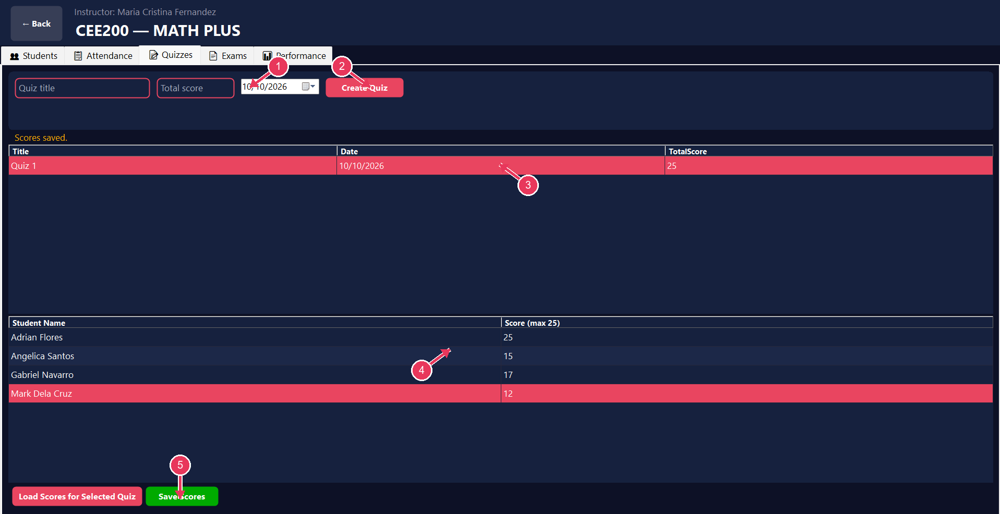 ← Back
Instructor: Maria Cristina Fernandez
CEE200 — MATH PLUS
Students Attendance Quizzes Exams Performance
1 2
Quiz title Total score 10/10/2026 Create Quiz
Scores saved.
Title Date TotalScore
Quiz 1 10/10/2026 25
3
Student Name Score (max 25)
Adrian Flores 25
Angelica Santos 15
4
Gabriel Navarro 17
Mark Dela Cruz 12
5
Load Scores for Selected Quiz Save Scores